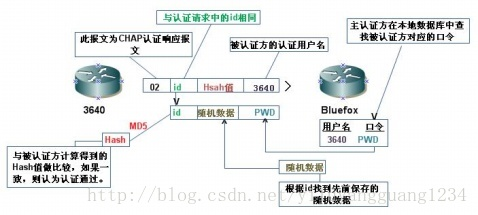 与认证请求中的id相同
此报文为CHAP认证响应报
文
被认证方的认证用户名
主认证方在本地数据库中查
找被认证方对应的口令
02 id Hsah值 3640
3640
Bluefox
id 随机数据 PWD
MD5
Hash
用户名 口令
3640 PWD
与被认证方计算得到的
Hash值做比较，如果一
致，则认为认证通过。
随机数据
根据id找到先前保存的
随机数据